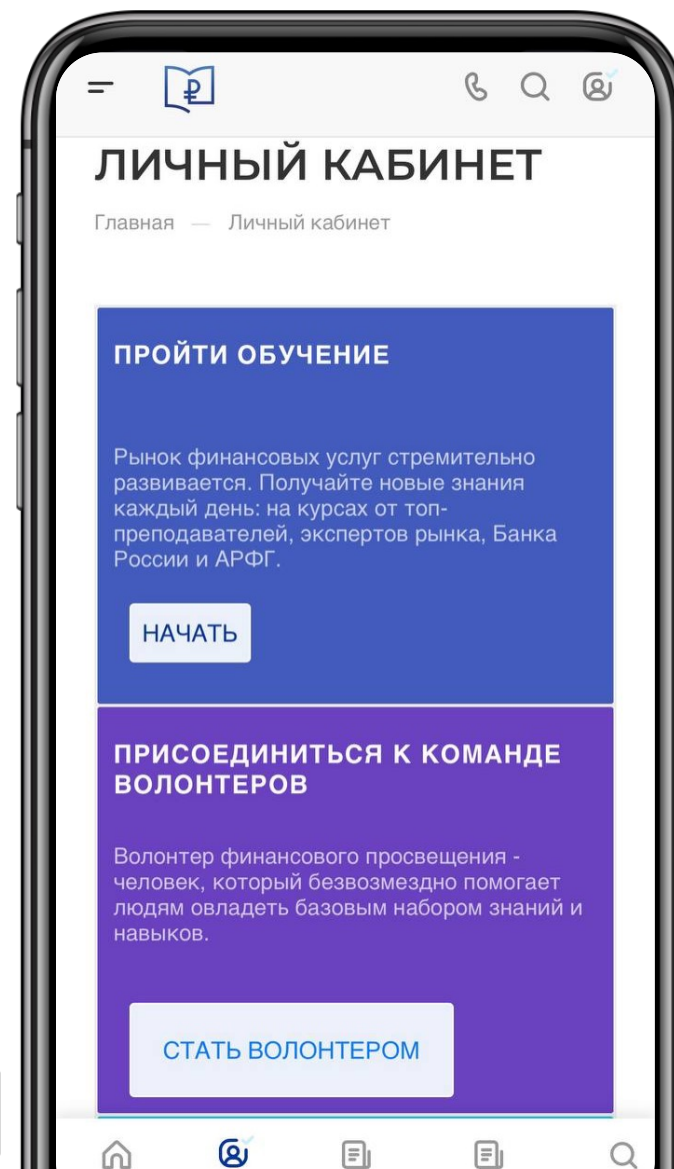 ЛИЧНЫЙ КАБИНЕТ
Главная — Личный кабинет
ПРОЙТИ ОБУЧЕНИЕ
Рынок финансовых услуг стремительно
развивается. Получайте новые знания
каждый день: на курсах от топ-
преподавателей, экспертов рынка, Банка
России и АРФГ.
НАЧАТЬ
ПРИСОЕДИНИТЬСЯ К КОМАНДЕ
ВОЛОНТЕРОВ
Волонтер финансового просвещения -
человек, который безвозмездно помогает
людям овладеть базовым набором знаний и
навыков.
СТАТЬ ВОЛОНТЕРОМ